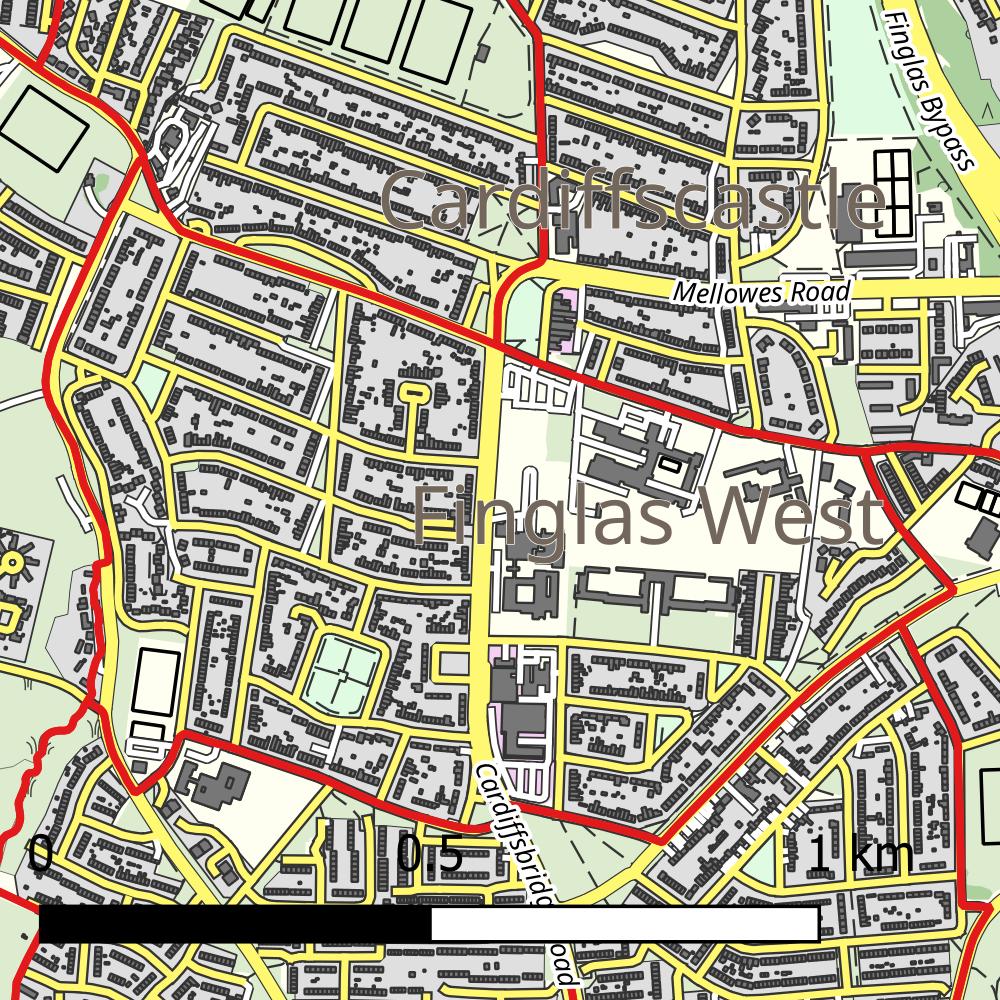 Finglas Bypass
Cardiffscastle
Mellowes Road
Finglas West
Cardiffsbridge Road
0 0.5 1 km